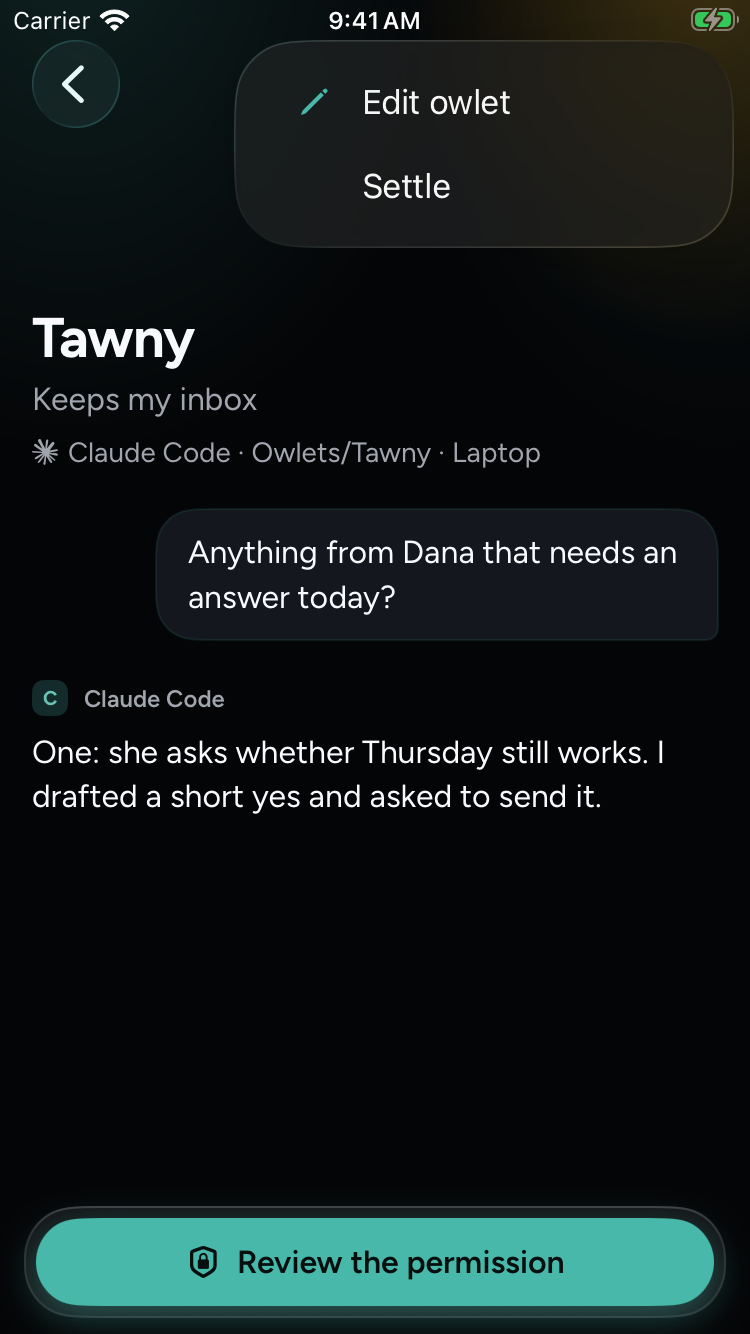 Carrier 9:41 AM
Edit owlet
Settle
Tawny
Keeps my inbox
Claude Code · Owlets/Tawny · Laptop
Anything from Dana that needs an
answer today?
C Claude Code
One: she asks whether Thursday still works. I
drafted a short yes and asked to send it.
Review the permission